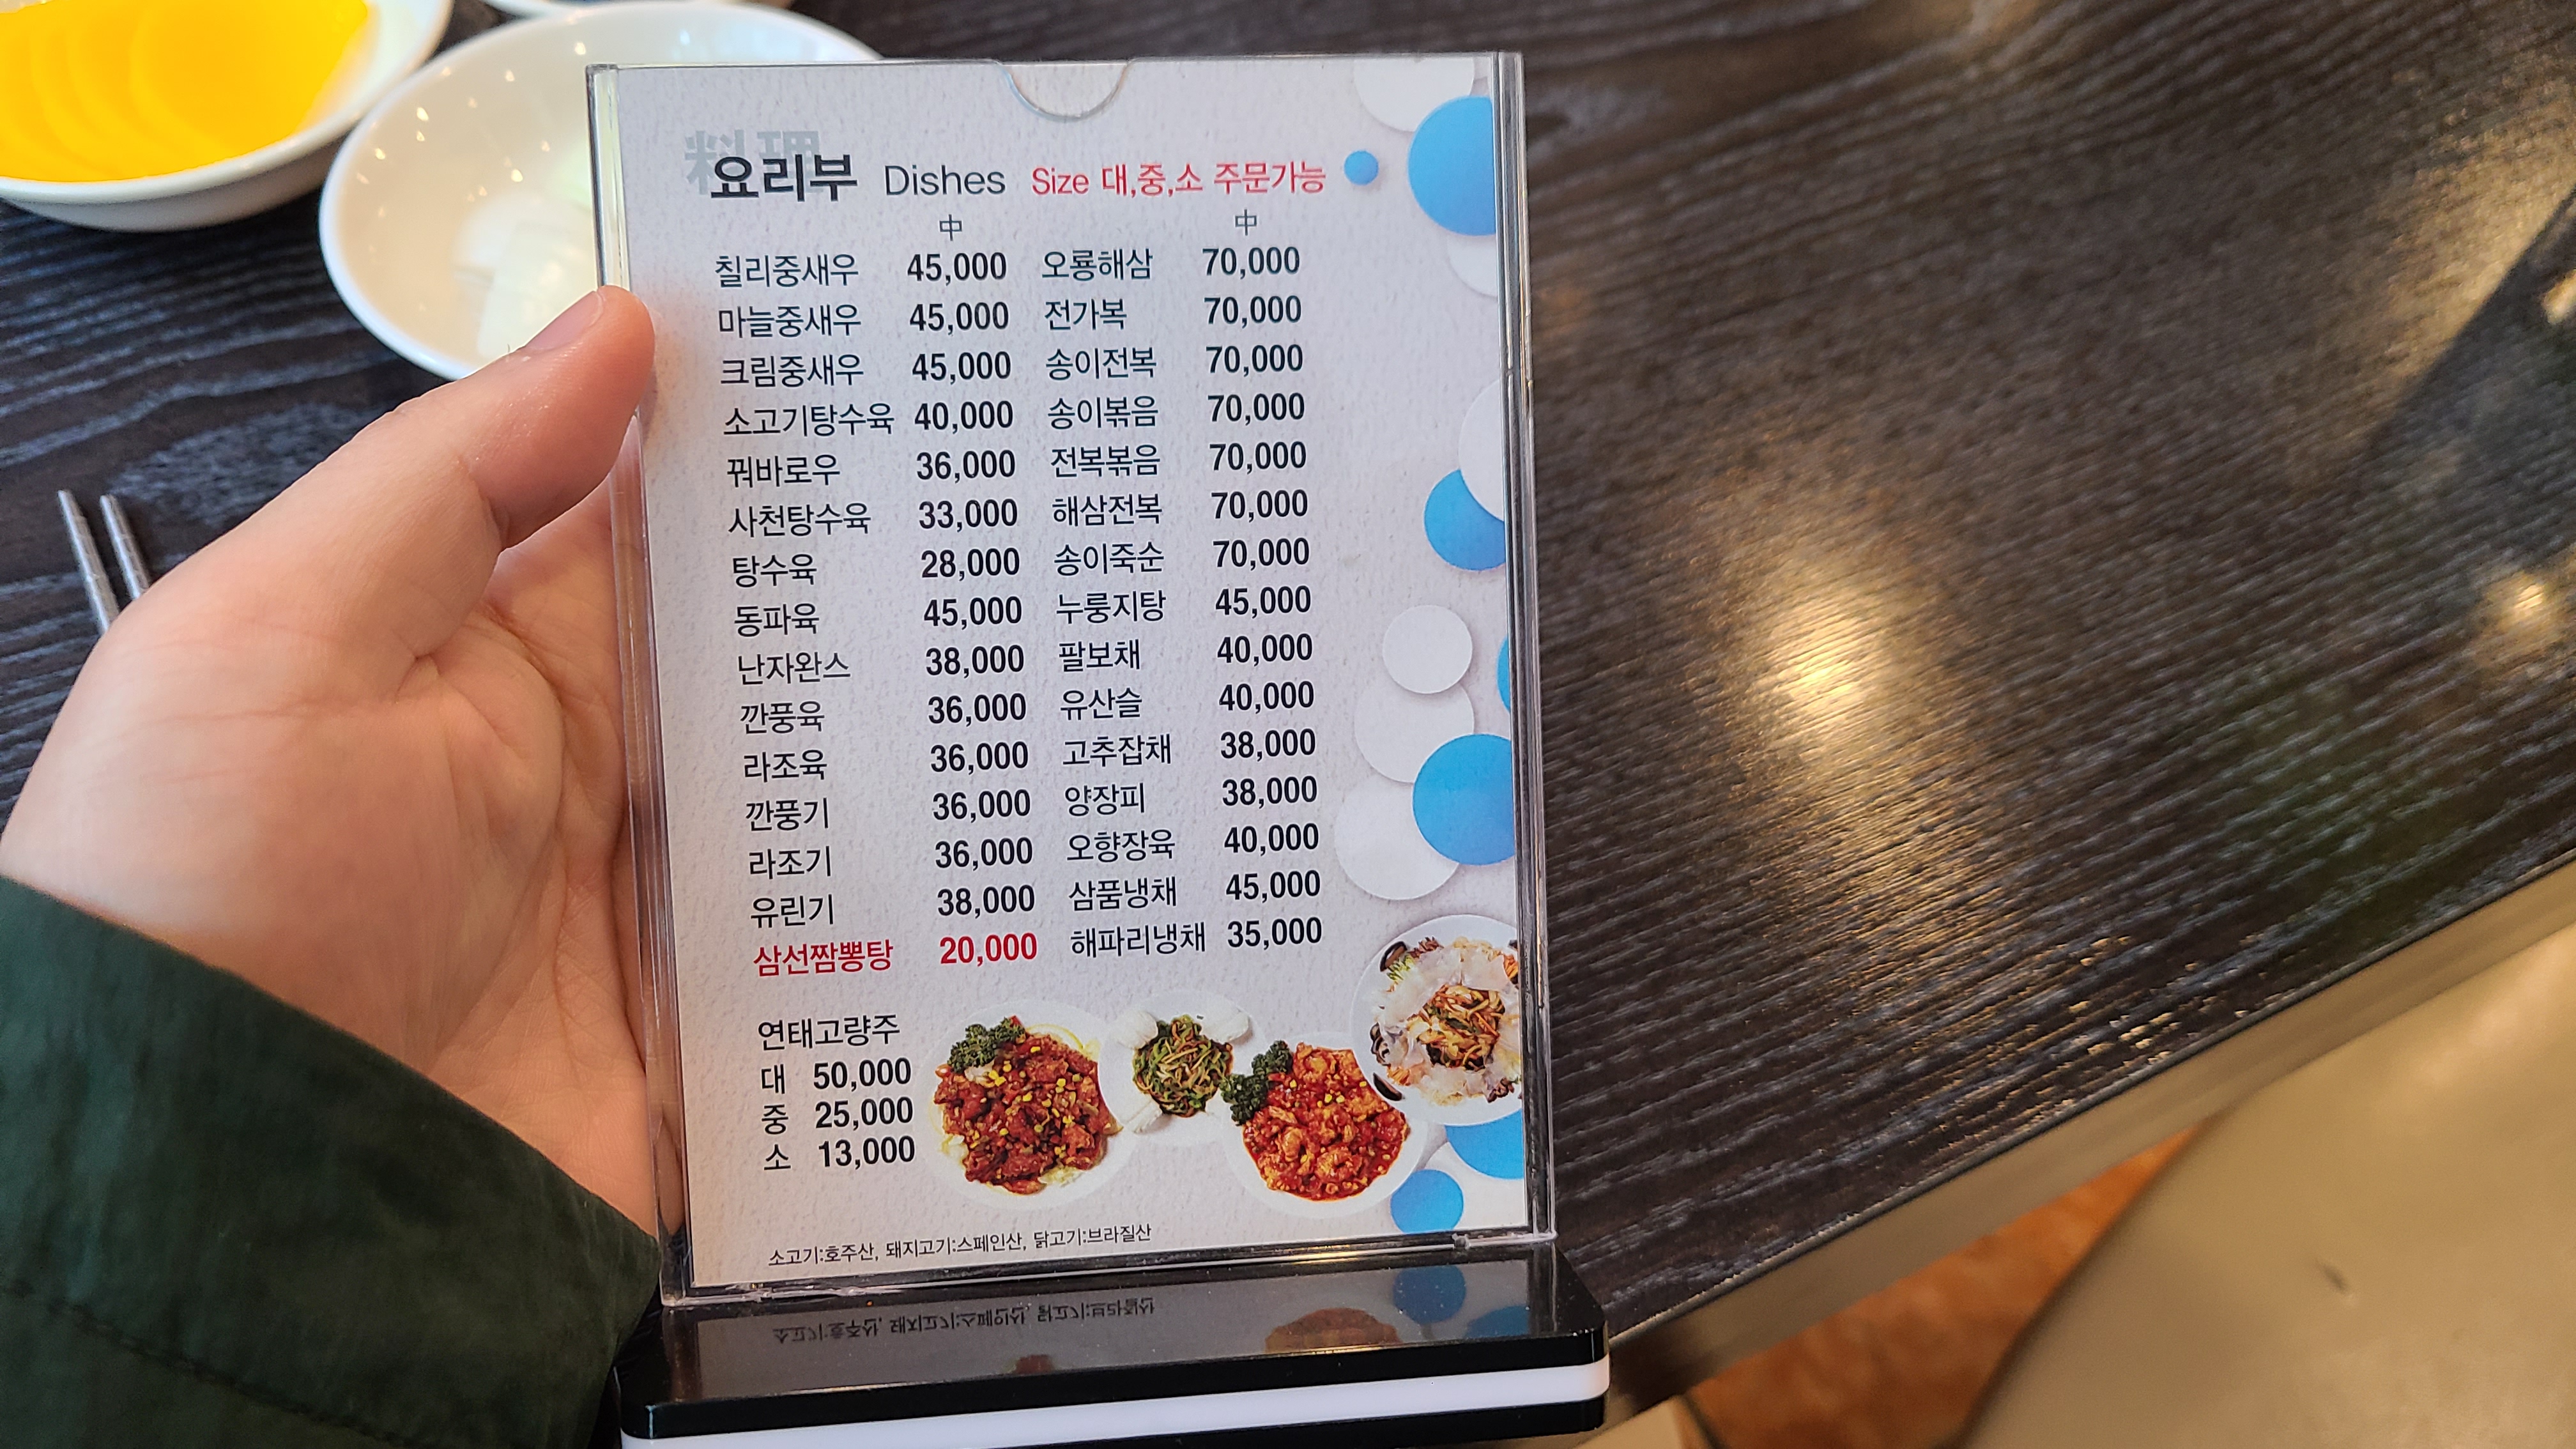 料理
요리부 Dishes Size 대,중,소 주문가능
中 中
칠리중새우 45,000 오룡해삼 70,000
마늘중새우 45,000 전가복 70,000
크림중새우 45,000 송이전복 70,000
소고기탕수육 40,000 송이볶음 70,000
꿔바로우 36,000 전복볶음 70,000
사천탕수육 33,000 해삼전복 70,000
탕수육 28,000 송이죽순 70,000
동파육 45,000 누룽지탕 45,000
난자완스 38,000 팔보채 40,000
깐풍육 36,000 유산슬 40,000
라조육 36,000 고추잡채 38,000
깐풍기 36,000 양장피 38,000
라조기 36,000 오향장육 40,000
유린기 38,000 삼품냉채 45,000
삼선짬뽕탕 20,000 해파리냉채 35,000
연태고량주
대 50,000
중 25,000
소 13,000
소고기:호주산, 돼지고기:스페인산, 닭고기:브라질산